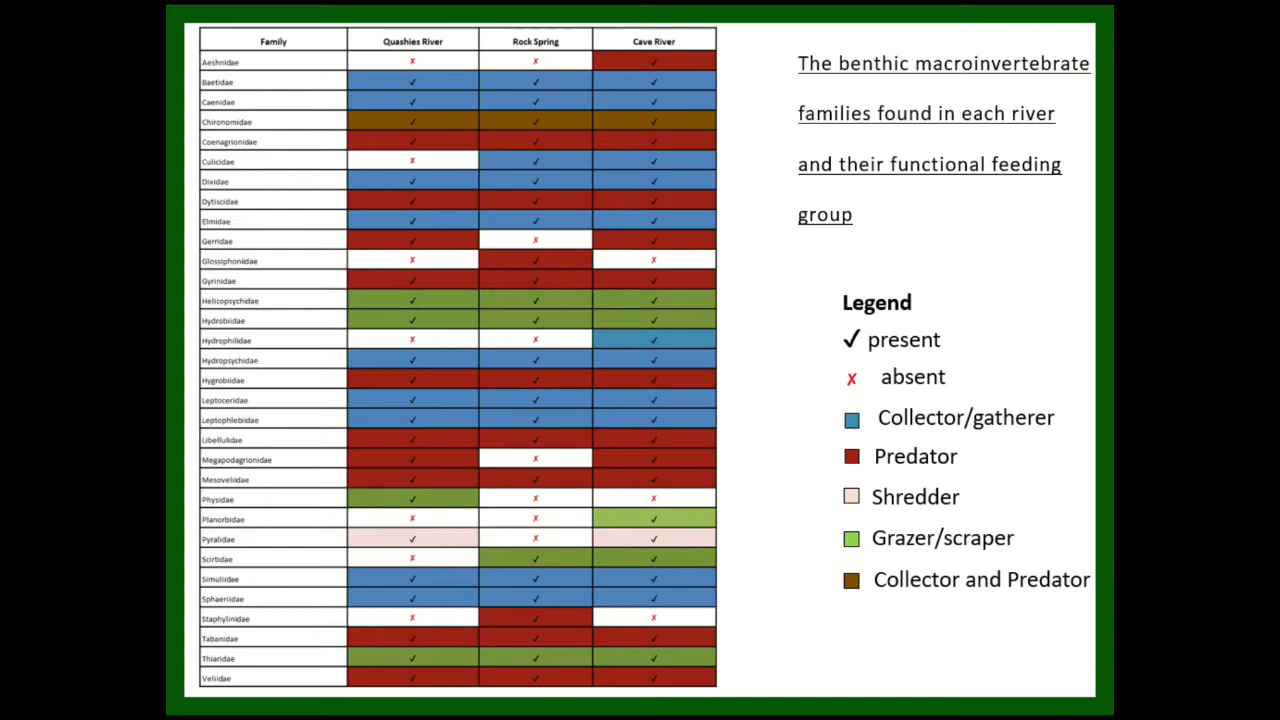 Family Quashies River Rock Spring Cave River
Aeshnidae ✗ ✗ ✓
Baetidae ✓ ✓ ✓
Caenidae ✓ ✓ ✓
Chironomidae ✓ ✓ ✓
Coenagrionidae ✓ ✓ ✓
Culicidae ✗ ✓ ✓
Dixidae ✓ ✓ ✓
Dytiscidae ✓ ✓ ✓
Elmidae ✓ ✓ ✓
Gerridae ✓ ✗ ✓
Glossiphoniidae ✗ ✓ ✗
Gyrinidae ✓ ✓ ✓
Helicopsychidae ✓ ✓ ✓
Hydrobiidae ✓ ✓ ✓
Hydrophilidae ✗ ✗ ✓
Hydropsychidae ✓ ✓ ✓
Hygrobiidae ✓ ✓ ✓
Leptoceridae ✓ ✓ ✓
Leptophlebiidae ✓ ✓ ✓
Libellulidae ✓ ✓ ✓
Megapodagrionidae ✓ ✗ ✓
Mesoveliidae ✓ ✓ ✓
Physidae ✓ ✗ ✗
Planorbidae ✗ ✗ ✓
Pyralidae ✓ ✗ ✓
Scirtidae ✗ ✓ ✓
Simuliidae ✓ ✓ ✓
Sphaeriidae ✓ ✓ ✓
Staphylinidae ✗ ✓ ✗
Tabanidae ✓ ✓ ✓
Thiaridae ✓ ✓ ✓
Veliidae ✓ ✓ ✓
The benthic macroinvertebrate
families found in each river
and their functional feeding
group
Legend
✓ present
✗ absent
Collector/gatherer
Predator
Shredder
Grazer/scraper
Collector and Predator